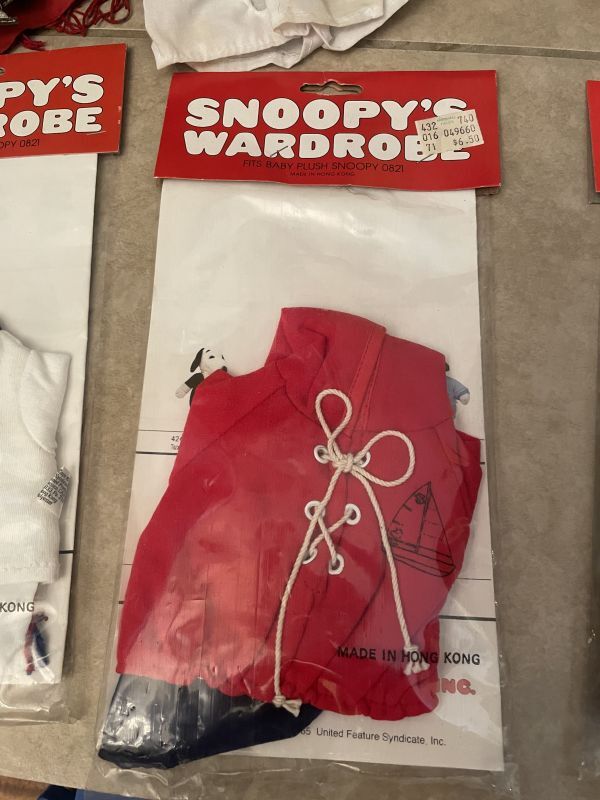 PY'S
ROBE
OPY 0821
KONG
SNOOPY'S
WARDROBE
FITS BABY PLUSH SNOOPY 0821
MADE IN HONG KONG
432 740
016 049660
71 $6.50
MADE IN HONG KONG
INC.
65 United Feature Syndicate, Inc.